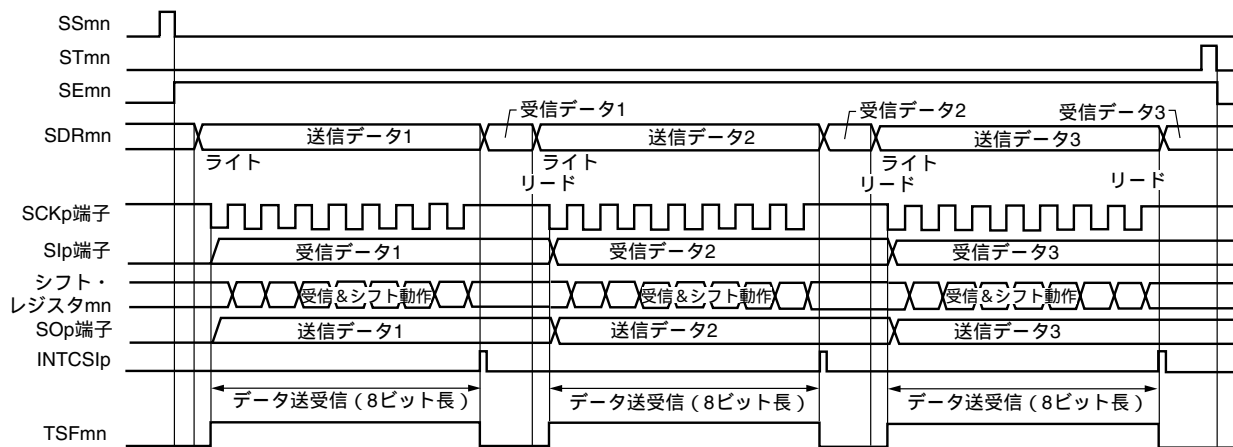 SSmn
STmn
SEmn
受信データ1
受信データ2
受信データ3
SDRmn
送信データ1
送信データ2
送信データ3
ライト
ライト
ライト
リード
リード
リード
SCKp端子
SIp端子
受信データ1
受信データ2
受信データ3
シフト・
レジスタmn
受信&シフト動作
受信&シフト動作
受信&シフト動作
SOp端子
送信データ1
送信データ2
送信データ3
INTCSIp
データ送受信(8ビット長)
データ送受信(8ビット長)
データ送受信(8ビット長)
TSFmn